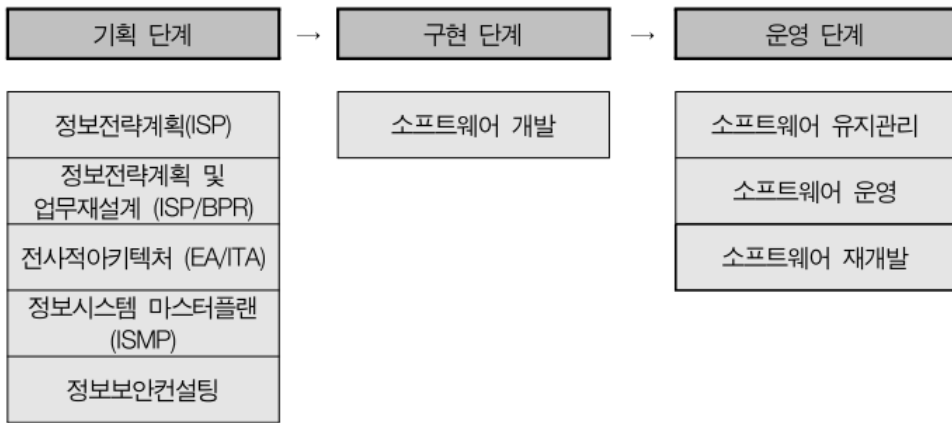 기획 단계 → 구현 단계 → 운영 단계
정보전략계획(ISP)
정보전략계획 및
업무재설계 (ISP/BPR)
전사적아키텍처 (EA/ITA)
정보시스템 마스터플랜
(ISMP)
정보보안컨설팅
소프트웨어 개발
소프트웨어 유지관리
소프트웨어 운영
소프트웨어 재개발